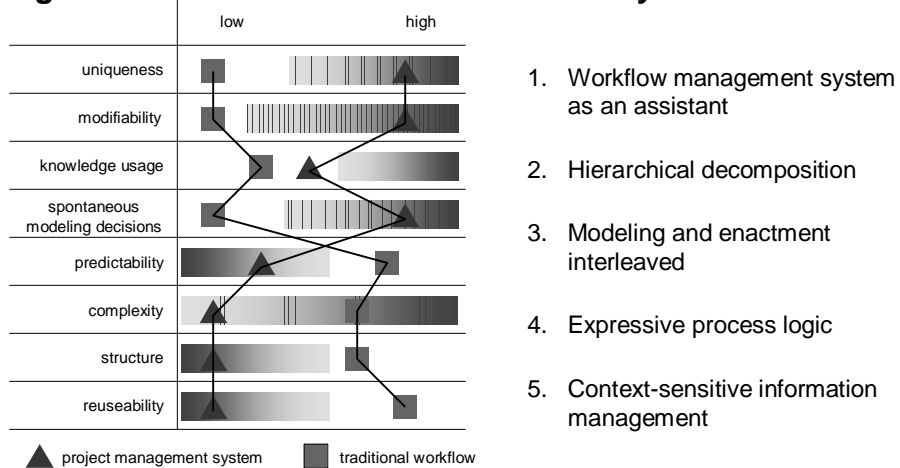 low high
uniqueness
modifiability
knowledge usage
spontaneous
modeling decisions
predictability
complexity
structure
reuseability
project management system traditional workflow
1. Workflow management system
as an assistant
2. Hierarchical decomposition
3. Modeling and enactment
interleaved
4. Expressive process logic
5. Context-sensitive information
management